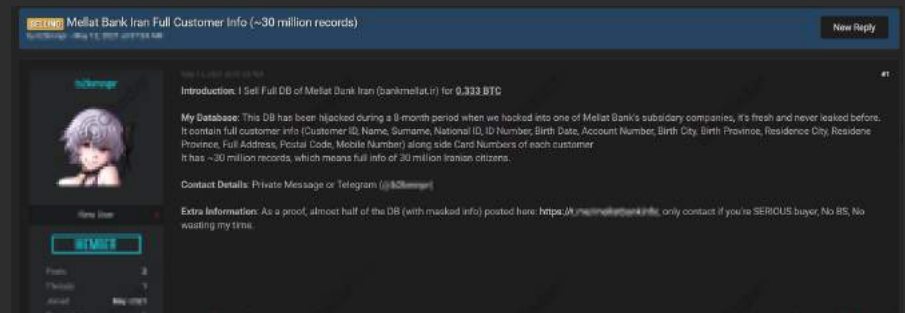 SELLING Mellat Bank Iran Full Customer Info (~30 million records)
New Reply
#1
Introduction: I Sell Full DB of Mellat Bank Iran (bankmellat.ir) for 0.333 BTC
My Database: This DB has been hijacked during a 8-month period when we hacked into one of Mellat Bank's subsidary companies, it's fresh and never leaked before.
It contain full customer info (Customer ID, Name, Surname, National ID, ID Number, Birth Date, Account Number, Birth City, Birth Province, Residence City, Residene
Province, Full Address, Postal Code, Mobile Number) along side Card Numbers of each customer
It has ~30 million records, which means full info of 30 million Iranian citizens.
Contact Details: Private Message or Telegram
Extra Information: As a proof, almost half of the DB (with masked info) posted here: https:// only contact if you're SERIOUS buyer, No BS, No
wasting my time.
New User
MEMBER
Posts 3
Threads 1
Joined May 2021